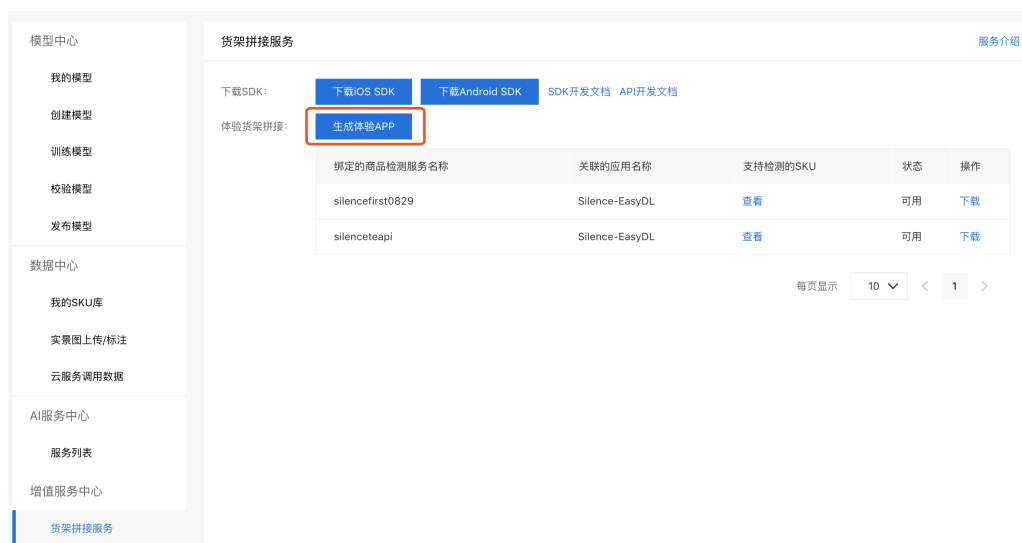 模型中心
我的模型
创建模型
训练模型
校验模型
发布模型
数据中心
我的SKU库
实景图上传/标注
云服务调用数据
AI服务中心
服务列表
增值服务中心
货架拼接服务
货架拼接服务 服务介绍
下载SDK: 下载iOS SDK 下载Android SDK SDK开发文档 API开发文档
体验货架拼接: 生成体验APP
绑定的商品检测服务名称 关联的应用名称 支持检测的SKU 状态 操作
silencefirst0829 Silence-EasyDL 查看 可用 下载
silenceteapi Silence-EasyDL 查看 可用 下载
每页显示 10 1